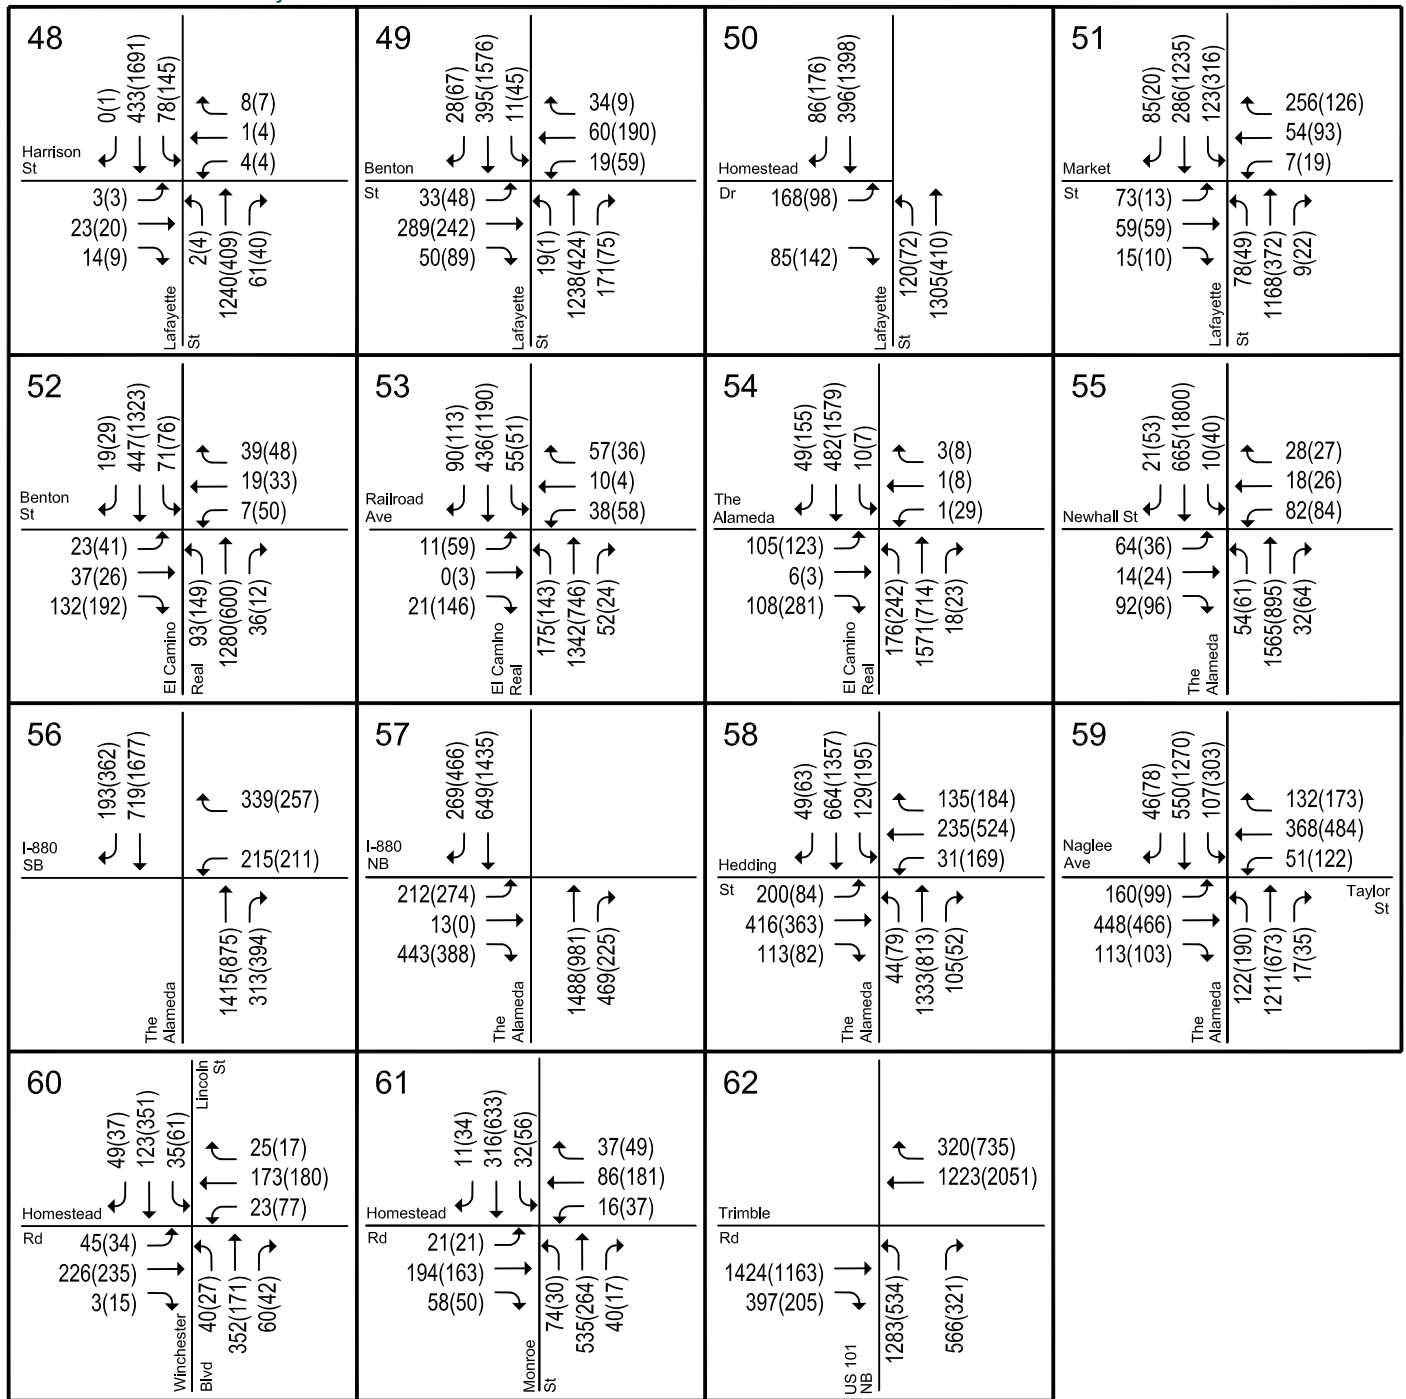 48
0(1)
433(1691)
78(145)
8(7)
1(4)
4(4)
Harrison
St
3(3)
23(20)
14(9)
2(4)
1240(409)
61(40)
Lafayette
St
49
28(67)
395(1576)
11(45)
34(9)
60(190)
19(59)
Benton
St
33(48)
289(242)
50(89)
19(1)
1238(424)
171(75)
Lafayette
St
50
86(176)
396(1398)
Homestead
Dr
168(98)
85(142)
120(72)
1305(410)
Lafayette
St
51
85(20)
286(1235)
123(316)
256(126)
54(93)
7(19)
Market
St
73(13)
59(59)
15(10)
78(49)
1168(372)
9(22)
Lafayette
St
52
19(29)
447(1323)
71(76)
39(48)
19(33)
7(50)
Benton
St
23(41)
37(26)
132(192)
93(149)
1280(600)
36(12)
El Camino
Real
53
90(113)
436(1190)
55(51)
57(36)
10(4)
38(58)
Railroad
Ave
11(59)
0(3)
21(146)
175(143)
1342(746)
52(24)
El Camino
Real
54
49(155)
482(1579)
10(7)
3(8)
1(8)
1(29)
The
Alameda
105(123)
6(3)
108(281)
176(242)
1571(714)
18(23)
El Camino
Real
55
21(53)
665(1800)
10(40)
28(27)
18(26)
82(84)
Newhall St
64(36)
14(24)
92(96)
54(61)
1565(895)
32(64)
The
Alameda
56
193(362)
719(1677)
339(257)
215(211)
I-880
SB
1415(875)
313(394)
The
Alameda
57
269(466)
649(1435)
I-880
NB
212(274)
13(0)
443(388)
1488(981)
469(225)
The
Alameda
58
49(63)
664(1357)
129(195)
135(184)
235(524)
31(169)
Hedding
St
200(84)
416(363)
113(82)
44(79)
1333(813)
105(52)
The
Alameda
59
46(78)
550(1270)
107(303)
132(173)
368(484)
51(122)
Naglee
Ave
Taylor
St
160(99)
448(466)
113(103)
122(190)
1211(673)
17(35)
The
Alameda
60
Lincoln
St
49(37)
123(351)
35(61)
25(17)
173(180)
23(77)
Homestead
Rd
45(34)
226(235)
3(15)
40(27)
352(171)
60(42)
Winchester
Blvd
61
11(34)
316(633)
32(56)
37(49)
86(181)
16(37)
Homestead
Rd
21(21)
194(163)
58(50)
74(30)
535(264)
40(17)
Monroe
St
62
320(735)
1223(2051)
Trimble
Rd
1424(1163)
397(205)
1283(534)
566(321)
US 101
NB